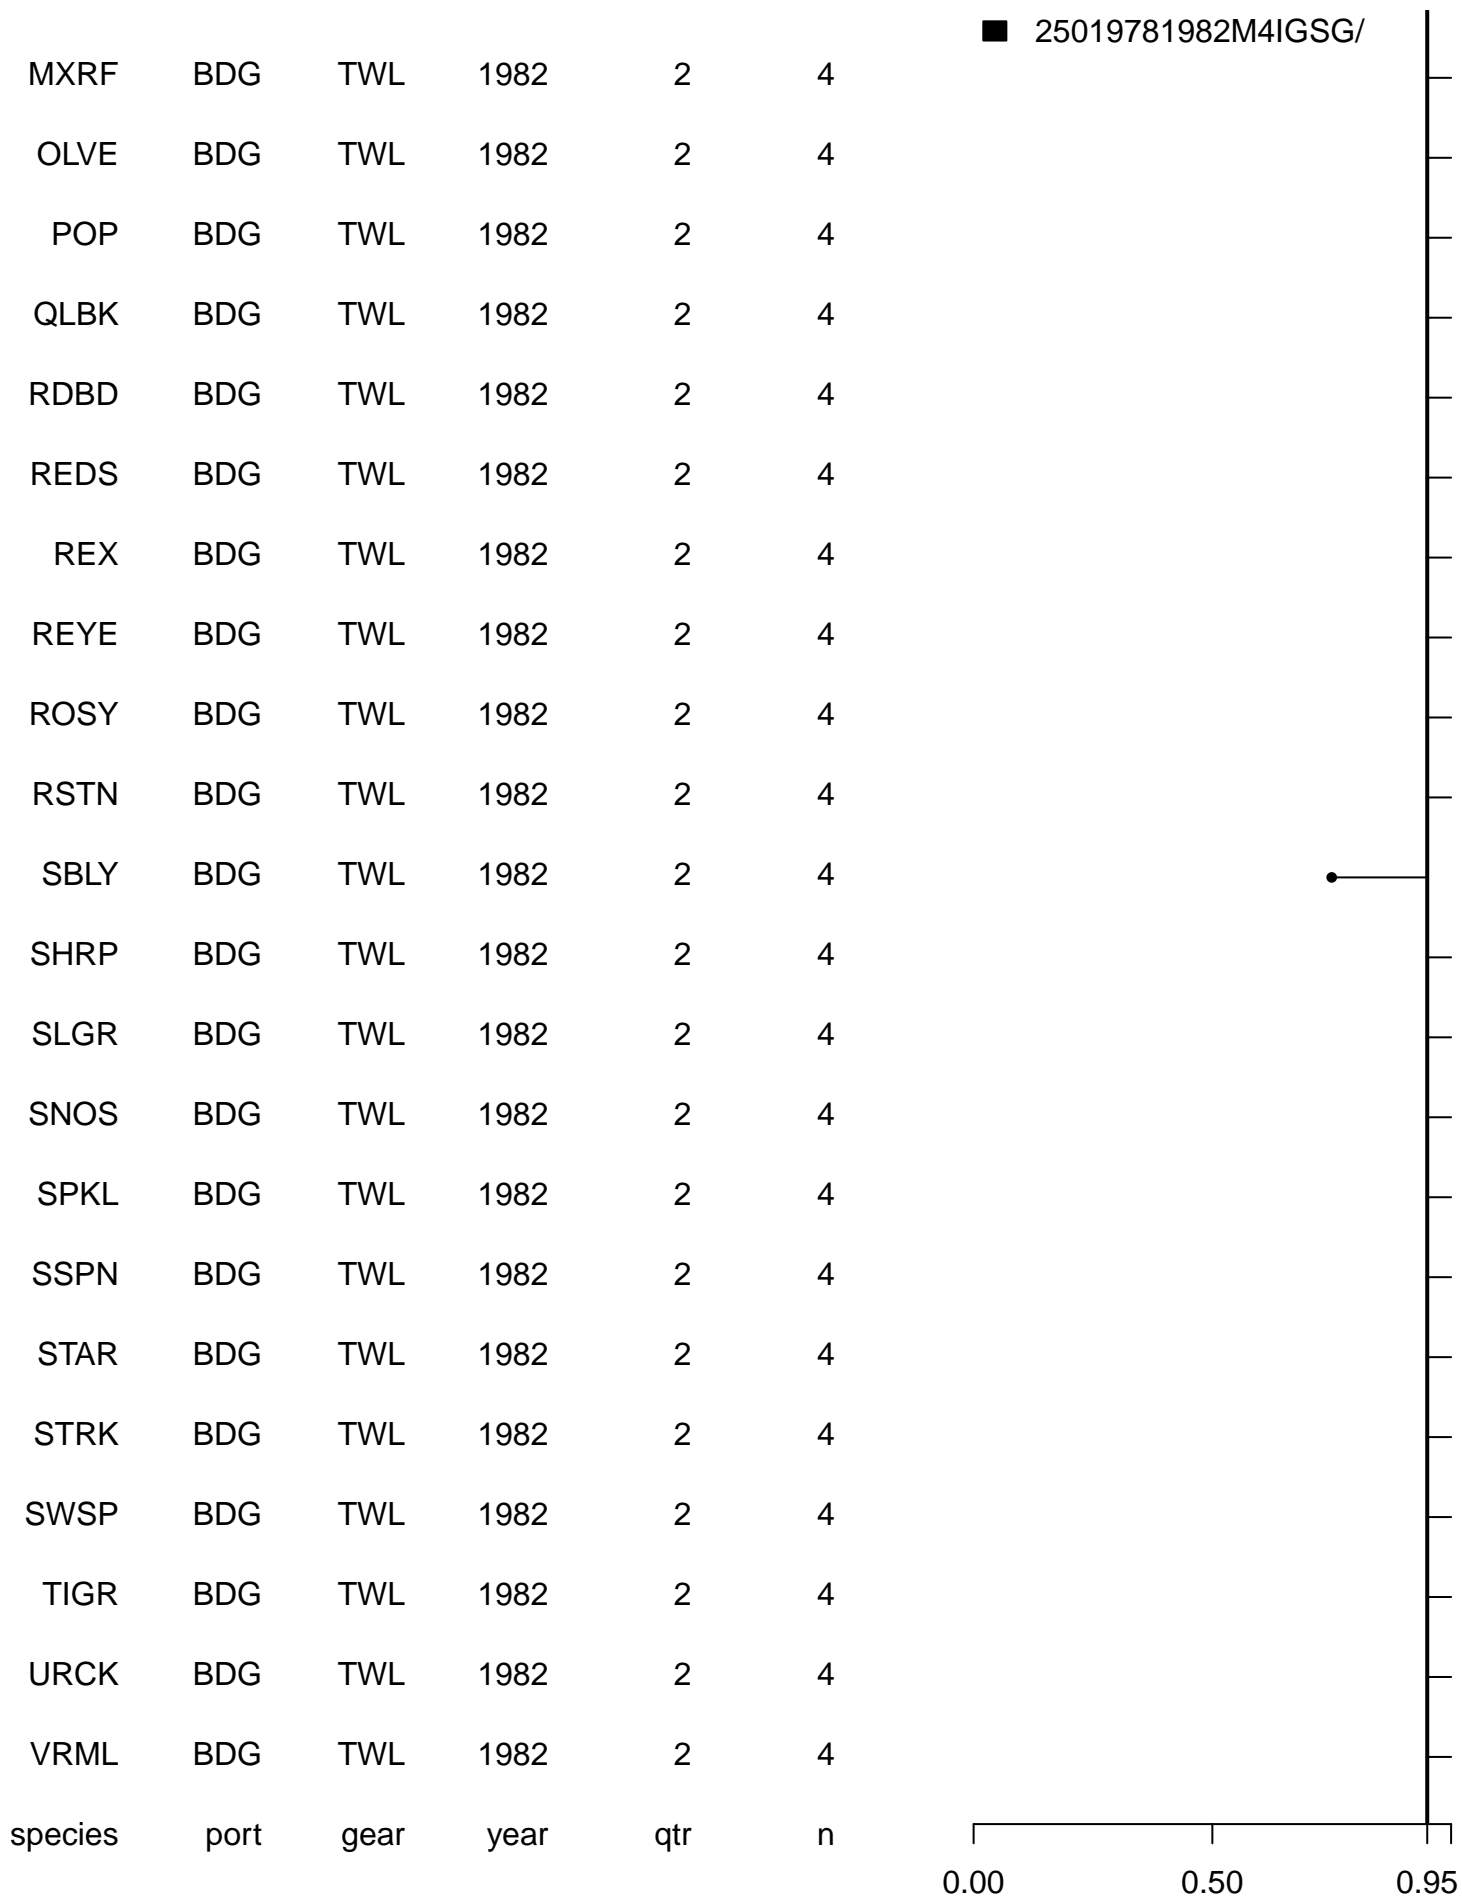 25019781982M4IGSG/
MXRF BDG TWL 1982 2 4
OLVE BDG TWL 1982 2 4
POP BDG TWL 1982 2 4
QLBK BDG TWL 1982 2 4
RDBD BDG TWL 1982 2 4
REDS BDG TWL 1982 2 4
REX BDG TWL 1982 2 4
REYE BDG TWL 1982 2 4
ROSY BDG TWL 1982 2 4
RSTN BDG TWL 1982 2 4
SBLY BDG TWL 1982 2 4
SHRP BDG TWL 1982 2 4
SLGR BDG TWL 1982 2 4
SNOS BDG TWL 1982 2 4
SPKL BDG TWL 1982 2 4
SSPN BDG TWL 1982 2 4
STAR BDG TWL 1982 2 4
STRK BDG TWL 1982 2 4
SWSP BDG TWL 1982 2 4
TIGR BDG TWL 1982 2 4
URCK BDG TWL 1982 2 4
VRML BDG TWL 1982 2 4
species port gear year qtr n
0.00 0.50 0.95